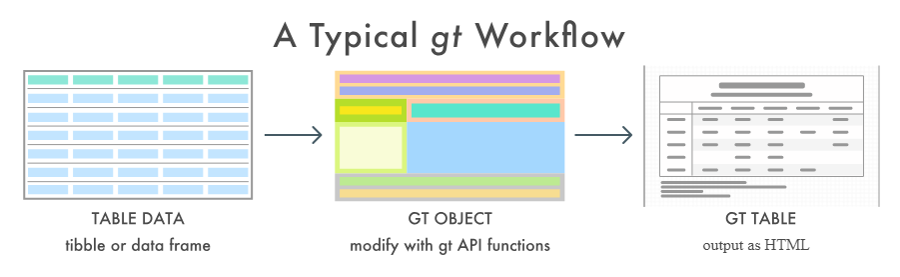 A Typical gt Workflow
TABLE DATA
tibble or data frame
GT OBJECT
modify with gt API functions
GT TABLE
output as HTML